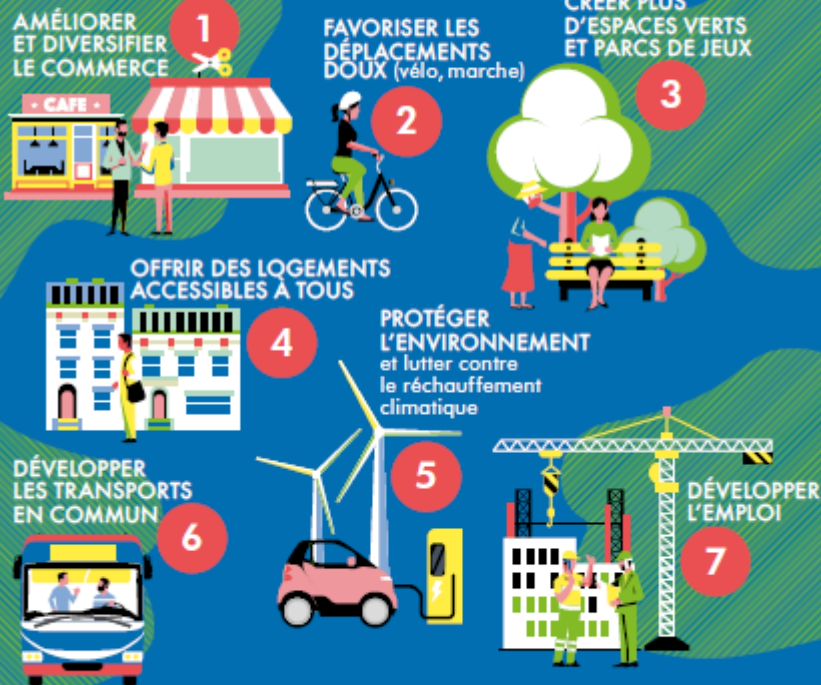 AMÉLIORER
ET DIVERSIFIER
LE COMMERCE
1
• CAFE •
FAVORISER LES
DÉPLACEMENTS
DOUX (vélo, marche)
2
CRÉER PLUS
D'ESPACES VERTS
ET PARCS DE JEUX
3
OFFRIR DES LOGEMENTS
ACCESSIBLES À TOUS
4
PROTÉGER
L'ENVIRONNEMENT
et lutter contre
le réchauffement
climatique
5
DÉVELOPPER
LES TRANSPORTS
EN COMMUN
6
DÉVELOPPER
L'EMPLOI
7